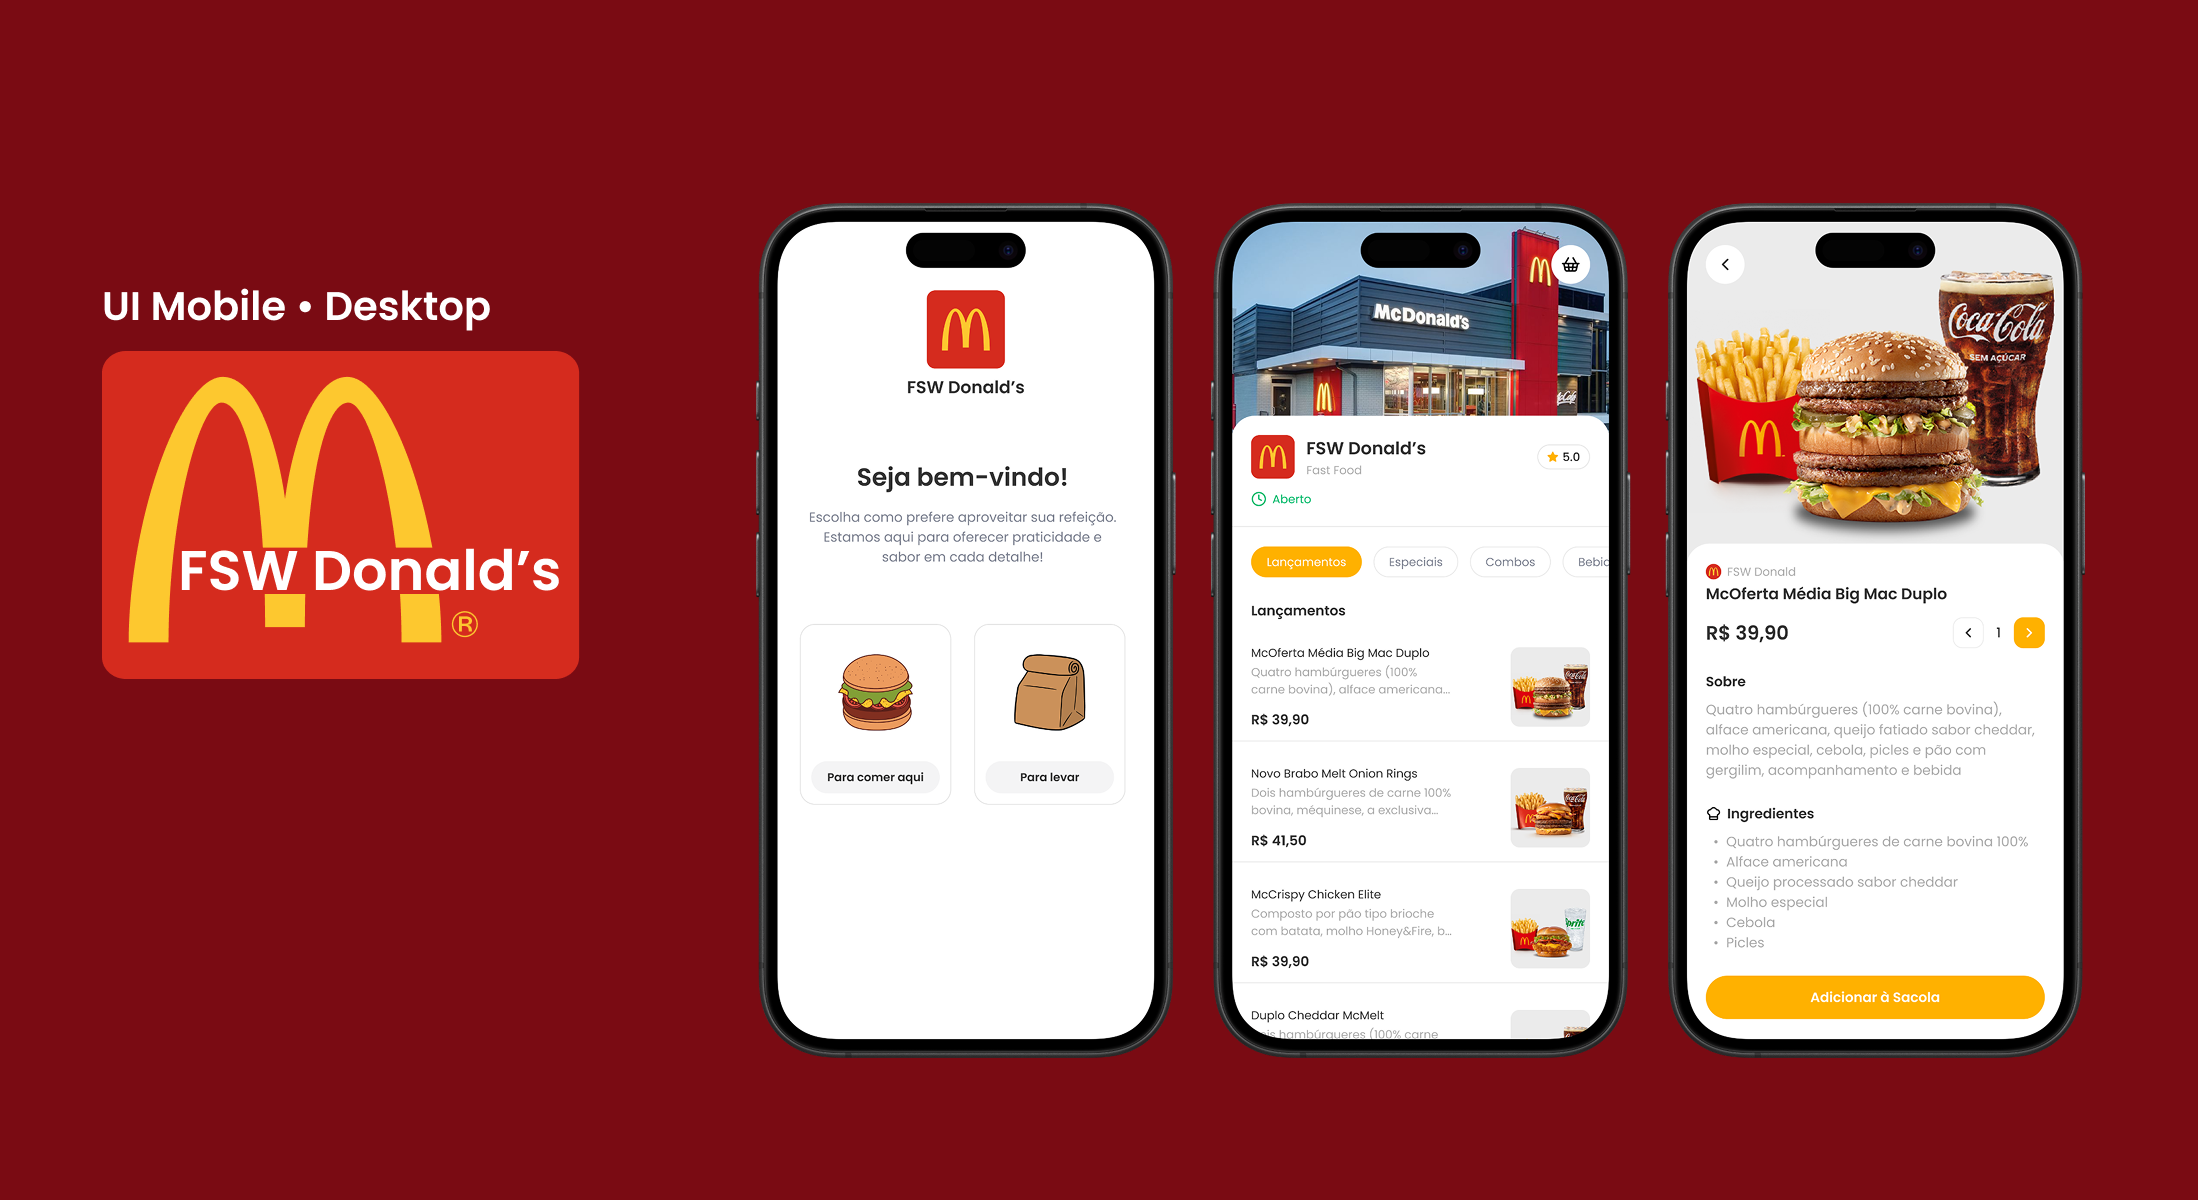 UI Mobile • Desktop
FSW Donald's
®
FSW Donald's
Seja bem-vindo!
Escolha como prefere aproveitar sua refeição.
Estamos aqui para oferecer praticidade e
sabor em cada detalhe!
Para comer aqui
Para levar
McDonald's
FSW Donald's
Fast Food
5.0
Aberto
Lançamentos
Especiais
Combos
Bebid
Lançamentos
McOferta Média Big Mac Duplo
Quatro hambúrgueres (100%
carne bovina), alface americana...
R$ 39,90
Novo Brabo Melt Onion Rings
Dois hambúrgueres de carne 100%
bovina, méquinese, a exclusiva...
R$ 41,50
McCrispy Chicken Elite
Composto por pão tipo brioche
com batata, molho Honey&Fire, b...
R$ 39,90
Duplo Cheddar McMelt
hambúrgueres (100% carne
Coca-Cola
SEM AÇÚCAR
FSW Donald
McOferta Média Big Mac Duplo
R$ 39,90
1
Sobre
Quatro hambúrgueres (100% carne bovina),
alface americana, queijo fatiado sabor cheddar,
molho especial, cebola, picles e pão com
gergilim, acompanhamento e bebida
Ingredientes
• Quatro hambúrgueres de carne bovina 100%
• Alface americana
• Queijo processado sabor cheddar
• Molho especial
• Cebola
• Picles
Adicionar à Sacola